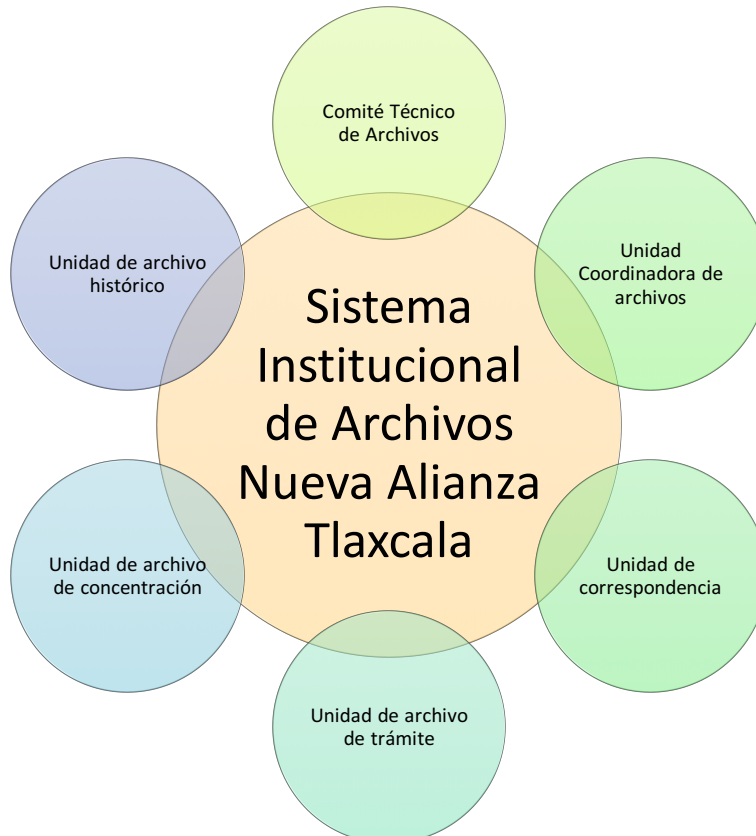 Comité Técnico
de Archivos
Unidad
Coordinadora de
archivos
Unidad de
correspondencia
Unidad de archivo
de trámite
Unidad de archivo
de concentración
Unidad de archivo
histórico
Sistema
Institucional
de Archivos
Nueva Alianza
Tlaxcala